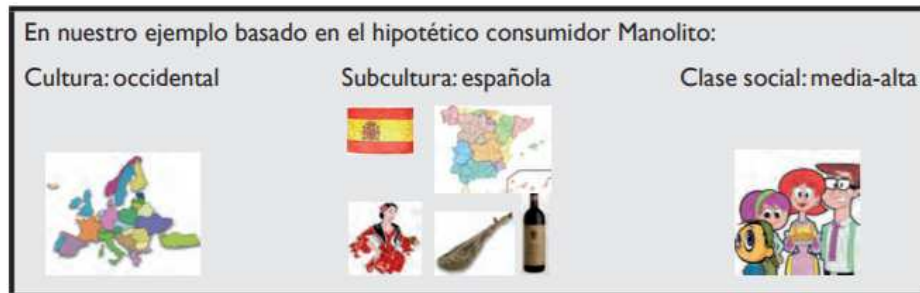 En nuestro ejemplo basado en el hipotético consumidor Manolito:
Cultura: occidental
Subcultura: española
Clase social: media-alta